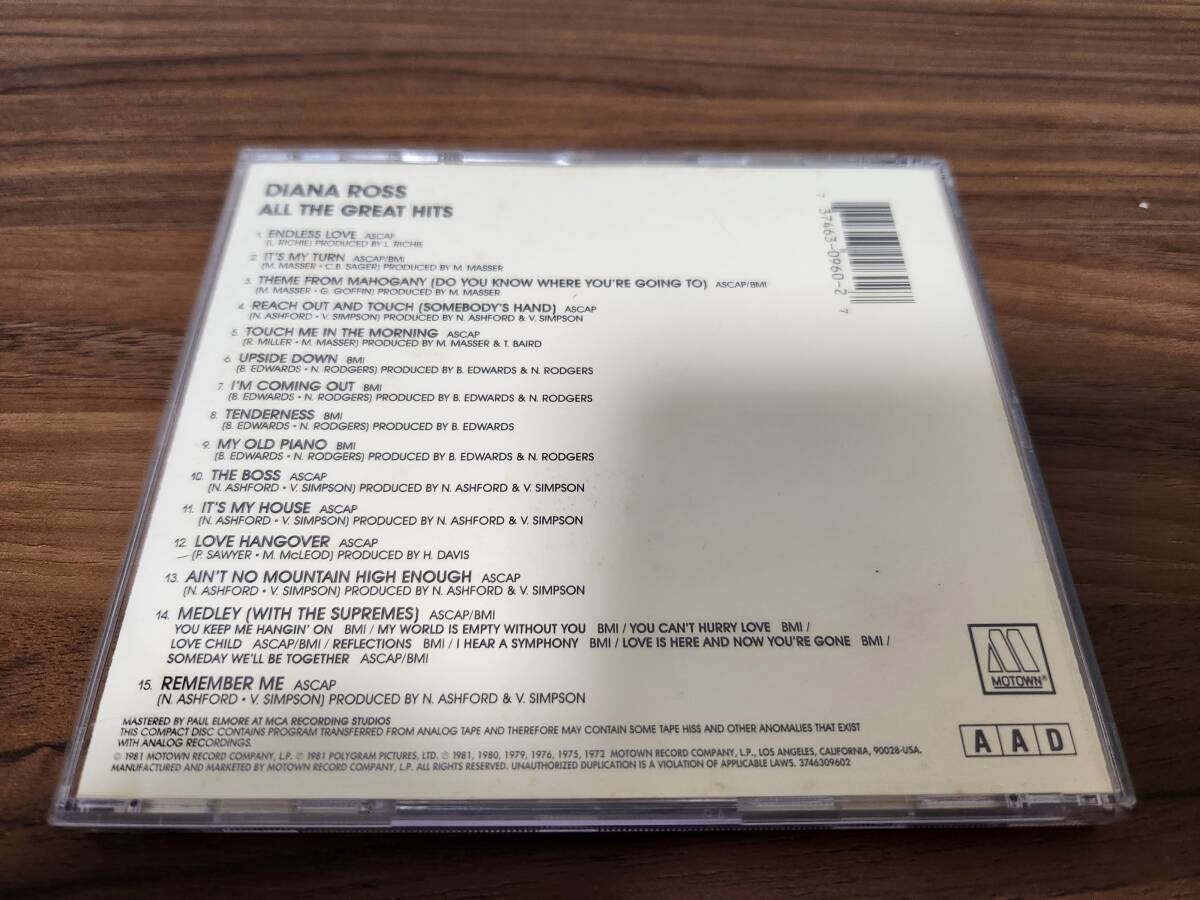 DIANA ROSS
ALL THE GREAT HITS
1. ENDLESS LOVE ASCAP
(L. RICHIE) PRODUCED BY L. RICHIE
2. IT'S MY TURN ASCAP/BMI
(M. MASSER • C.B. SAGER) PRODUCED BY M. MASSER
3. THEME FROM MAHOGANY (DO YOU KNOW WHERE YOU'RE GOING TO) ASCAP/BMI
(M. MASSER • G. GOFFIN) PRODUCED BY M. MASSER
4. REACH OUT AND TOUCH (SOMEBODY'S HAND) ASCAP
(N. ASHFORD • V. SIMPSON) PRODUCED BY N. ASHFORD & V. SIMPSON
5. TOUCH ME IN THE MORNING ASCAP
(R. MILLER • M. MASSER) PRODUCED BY M. MASSER & T. BAIRD
6. UPSIDE DOWN BMI
(B. EDWARDS • N. RODGERS) PRODUCED BY B. EDWARDS & N. RODGERS
7. I'M COMING OUT BMI
(B. EDWARDS • N. RODGERS) PRODUCED BY B. EDWARDS & N. RODGERS
8. TENDERNESS BMI
(B. EDWARDS • N. RODGERS) PRODUCED BY B. EDWARDS
9. MY OLD PIANO BMI
(B. EDWARDS • N. RODGERS) PRODUCED BY B. EDWARDS & N. RODGERS
10. THE BOSS ASCAP
(N. ASHFORD • V. SIMPSON) PRODUCED BY N. ASHFORD & V. SIMPSON
11. IT'S MY HOUSE ASCAP
(N. ASHFORD • V. SIMPSON) PRODUCED BY N. ASHFORD & V. SIMPSON
12. LOVE HANGOVER ASCAP
(P. SAWYER • M. McLEOD) PRODUCED BY H. DAVIS
13. AIN'T NO MOUNTAIN HIGH ENOUGH ASCAP
(N. ASHFORD • V. SIMPSON) PRODUCED BY N. ASHFORD & V. SIMPSON
14. MEDLEY (WITH THE SUPREMES) ASCAP/BMI
YOU KEEP ME HANGIN' ON BMI / MY WORLD IS EMPTY WITHOUT YOU BMI / YOU CAN'T HURRY LOVE BMI /
LOVE CHILD ASCAP/BMI / REFLECTIONS BMI / I HEAR A SYMPHONY BMI / LOVE IS HERE AND NOW YOU'RE GONE BMI /
SOMEDAY WE'LL BE TOGETHER ASCAP/BMI
15. REMEMBER ME ASCAP
(N. ASHFORD • V. SIMPSON) PRODUCED BY N. ASHFORD & V. SIMPSON
MASTERED BY PAUL ELMORE AT MCA RECORDING STUDIOS
THIS COMPACT DISC CONTAINS PROGRAM TRANSFERRED FROM ANALOG TAPE AND THEREFORE MAY CONTAIN SOME TAPE HISS AND OTHER ANOMALIES THAT EXIST
WITH ANALOG RECORDINGS.
℗ 1981 MOTOWN RECORD COMPANY, L.P. ℗ 1981 POLYGRAM PICTURES, LTD. ℗ 1981, 1980, 1979, 1976, 1975, 1972 MOTOWN RECORD COMPANY, L.P., LOS ANGELES, CALIFORNIA, 90028-USA.
MANUFACTURED AND MARKETED BY MOTOWN RECORD COMPANY, L.P. ALL RIGHTS RESERVED. UNAUTHORIZED DUPLICATION IS A VIOLATION OF APPLICABLE LAWS. 3746309602
7 37463-0960-2 7
MOTOWN®
A A D